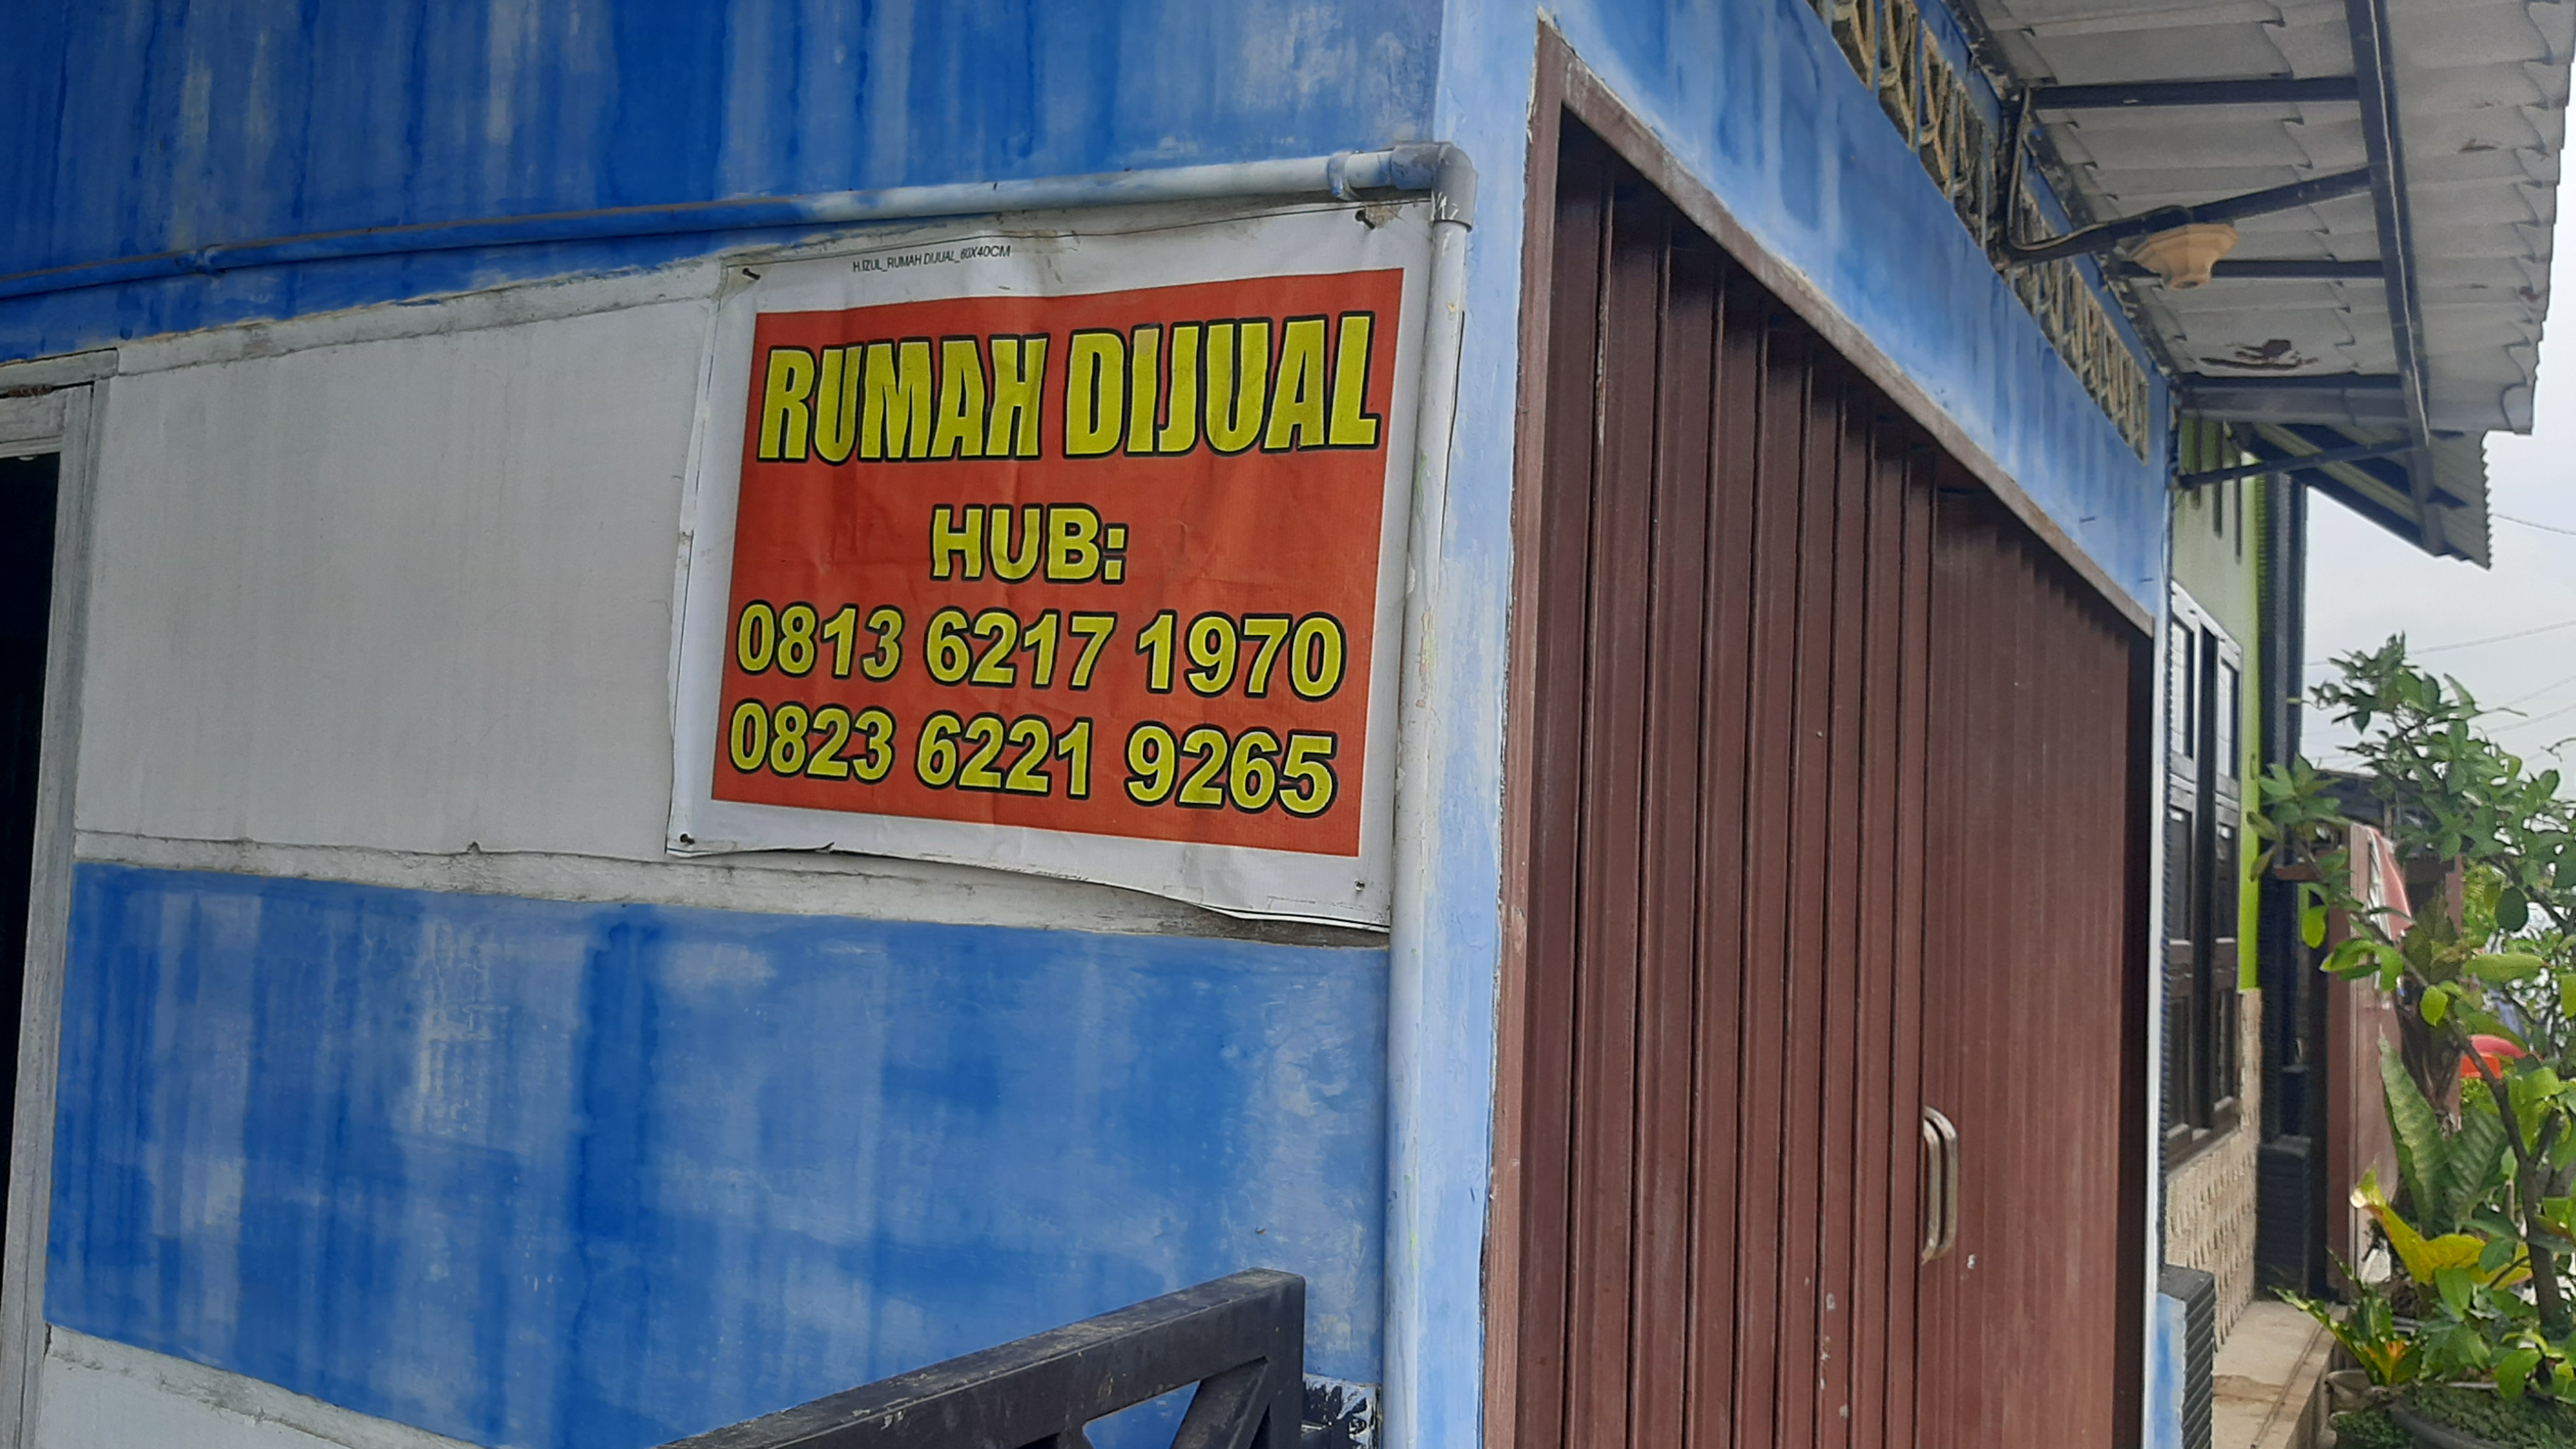 H.IZUL_RUMAH DIJUAL_60X40CM
RUMAH DIJUAL
HUB:
0813 6217 1970
0823 6221 9265